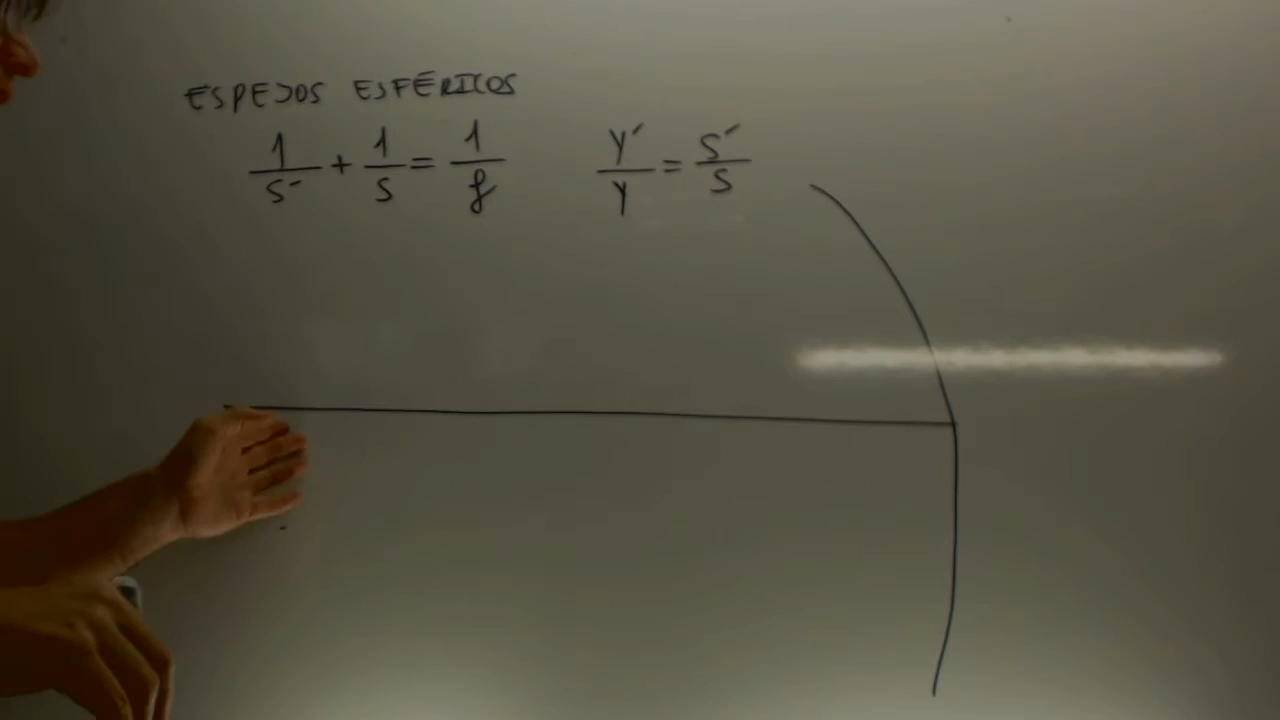 ESPEJOS ESFÉRICOS
1/s´ + 1/s = 1/f   y´/y = s´/s